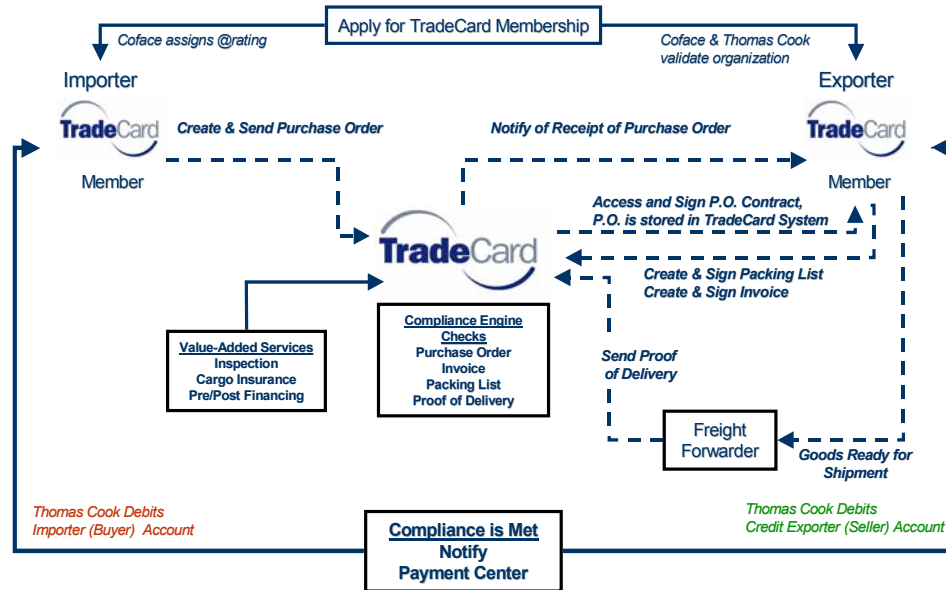 Apply for TradeCard Membership
Coface assigns @rating
Coface & Thomas Cook
validate organization
Importer
Exporter
TradeCard
TradeCard
Member
Member
Create & Send Purchase Order
Notify of Receipt of Purchase Order
Access and Sign P.O. Contract,
P.O. is stored in TradeCard System
TradeCard
Create & Sign Packing List
Create & Sign Invoice
Value-Added Services
Inspection
Cargo Insurance
Pre/Post Financing
Compliance Engine
Checks
Purchase Order
Invoice
Packing List
Proof of Delivery
Send Proof
of Delivery
Freight
Forwarder
Goods Ready for
Shipment
Thomas Cook Debits
Importer (Buyer) Account
Compliance is Met
Notify
Payment Center
Thomas Cook Debits
Credit Exporter (Seller) Account